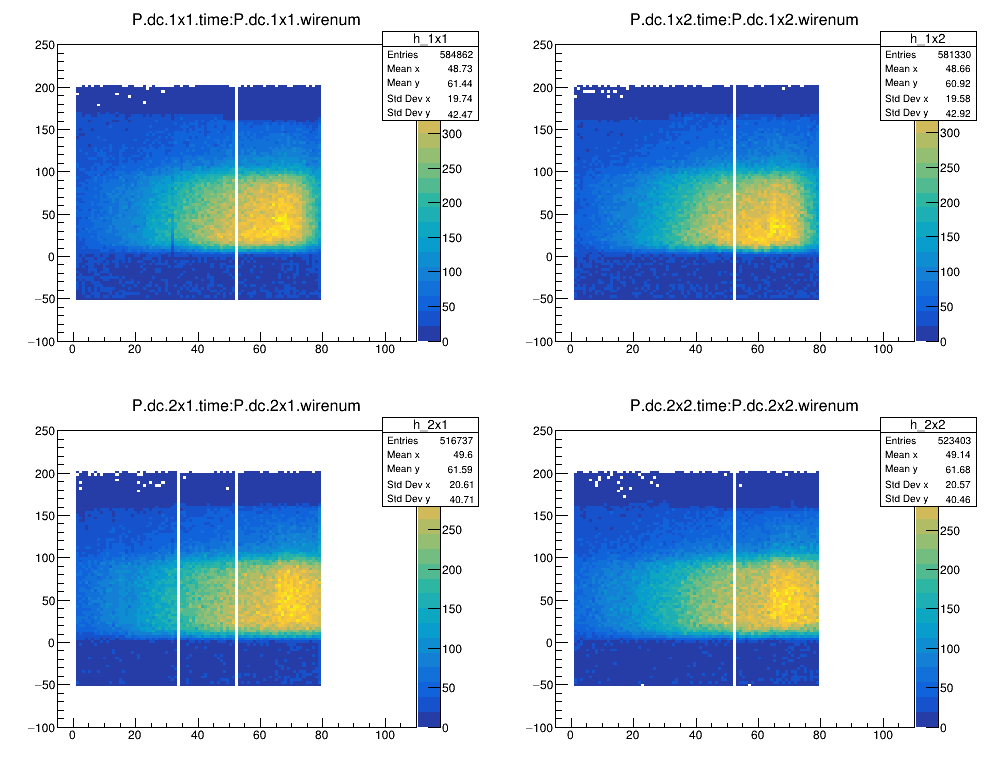 P.dc.1x1.time:P.dc.1x1.wirenum
h_1x1
Entries 584862
Mean x 48.73
Mean y 61.44
Std Dev x 19.74
Std Dev y 42.47
250
200
150
100
50
0
−50
−100
0 20 40 60 80 100
300
250
200
150
100
50
0
P.dc.1x2.time:P.dc.1x2.wirenum
h_1x2
Entries 581330
Mean x 48.66
Mean y 60.92
Std Dev x 19.58
Std Dev y 42.92
250
200
150
100
50
0
−50
−100
0 20 40 60 80 100
300
250
200
150
100
50
0
P.dc.2x1.time:P.dc.2x1.wirenum
h_2x1
Entries 516737
Mean x 49.6
Mean y 61.59
Std Dev x 20.61
Std Dev y 40.71
250
200
150
100
50
0
−50
−100
0 20 40 60 80 100
250
200
150
100
50
0
P.dc.2x2.time:P.dc.2x2.wirenum
h_2x2
Entries 523403
Mean x 49.14
Mean y 61.68
Std Dev x 20.57
Std Dev y 40.46
250
200
150
100
50
0
−50
−100
0 20 40 60 80 100
250
200
150
100
50
0